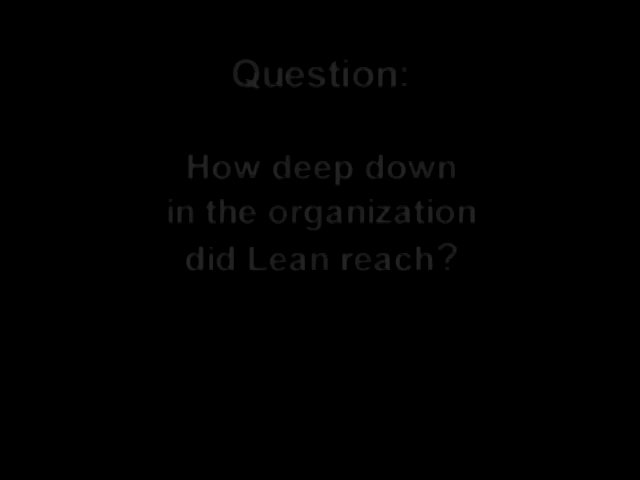 Question:
How deep down
in the organization
did Lean reach?